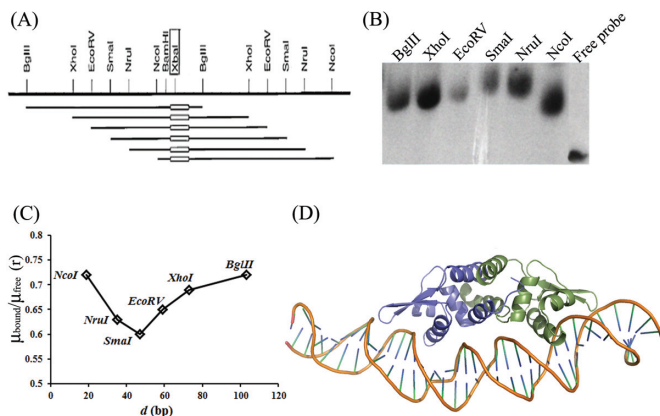 (A)
BglII XhoI EcoRV SmaI NruI NcoI BamHI XbaI BglII XhoI EcoRV SmaI NruI NcoI
(B)
BglII XhoI EcoRV SmaI NruI NcoI Free probe
(C)
μbound/μfree (r)
0.8
0.75
0.7
0.65
0.6
0.55
0.5
NcoI
NruI
SmaI
EcoRV
XhoI
BglII
0 20 40 60 80 100 120
d (bp)
(D)